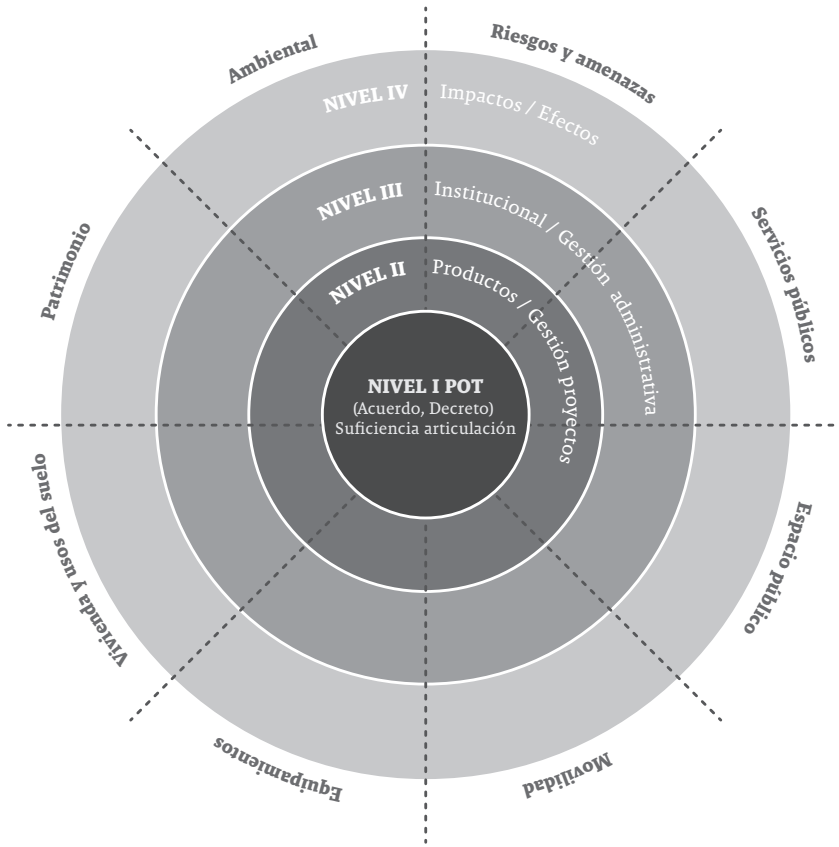 Ambiental
Riesgos y amenazas
Servicios públicos
Espacio público
Movilidad
Equipamientos
Vivienda y usos del suelo
Patrimonio
NIVEL IV
Impactos / Efectos
NIVEL III
Institucional / Gestión administrativa
NIVEL II
Productos / Gestión proyectos
NIVEL I POT
(Acuerdo, Decreto)
Suficiencia articulación